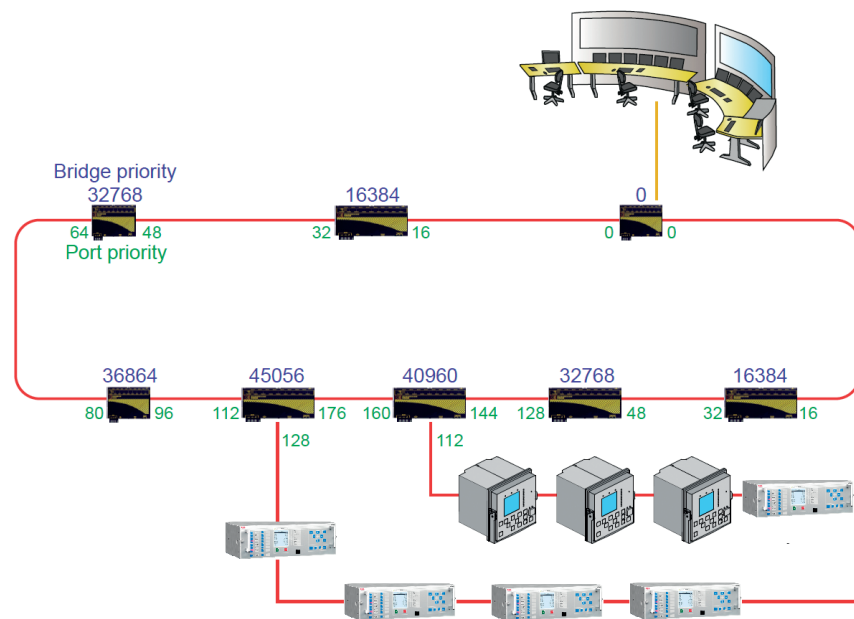 Bridge priority
32768 16384 0
64 48 32 16 0 0
Port priority
36864 45056 40960 32768 16384
80 96 112 176 160 144 128 48 32 16
128 112